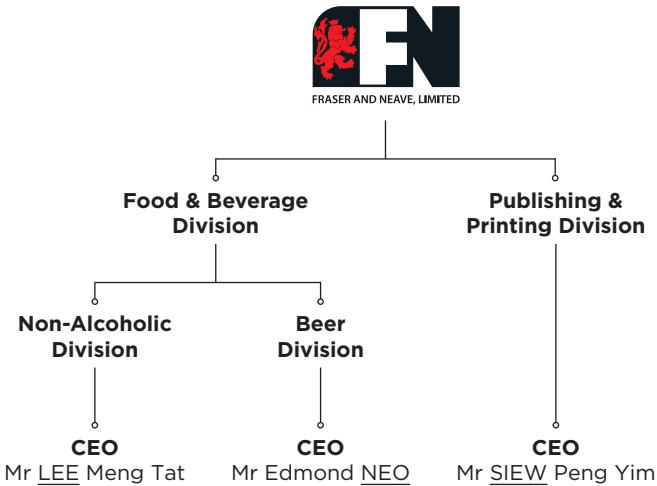 FN
FRASER AND NEAVE, LIMITED
Food & Beverage
Division
Publishing &
Printing Division
Non-Alcoholic
Division
Beer
Division
CEO
Mr LEE Meng Tat
CEO
Mr Edmond NEO
CEO
Mr SIEW Peng Yim